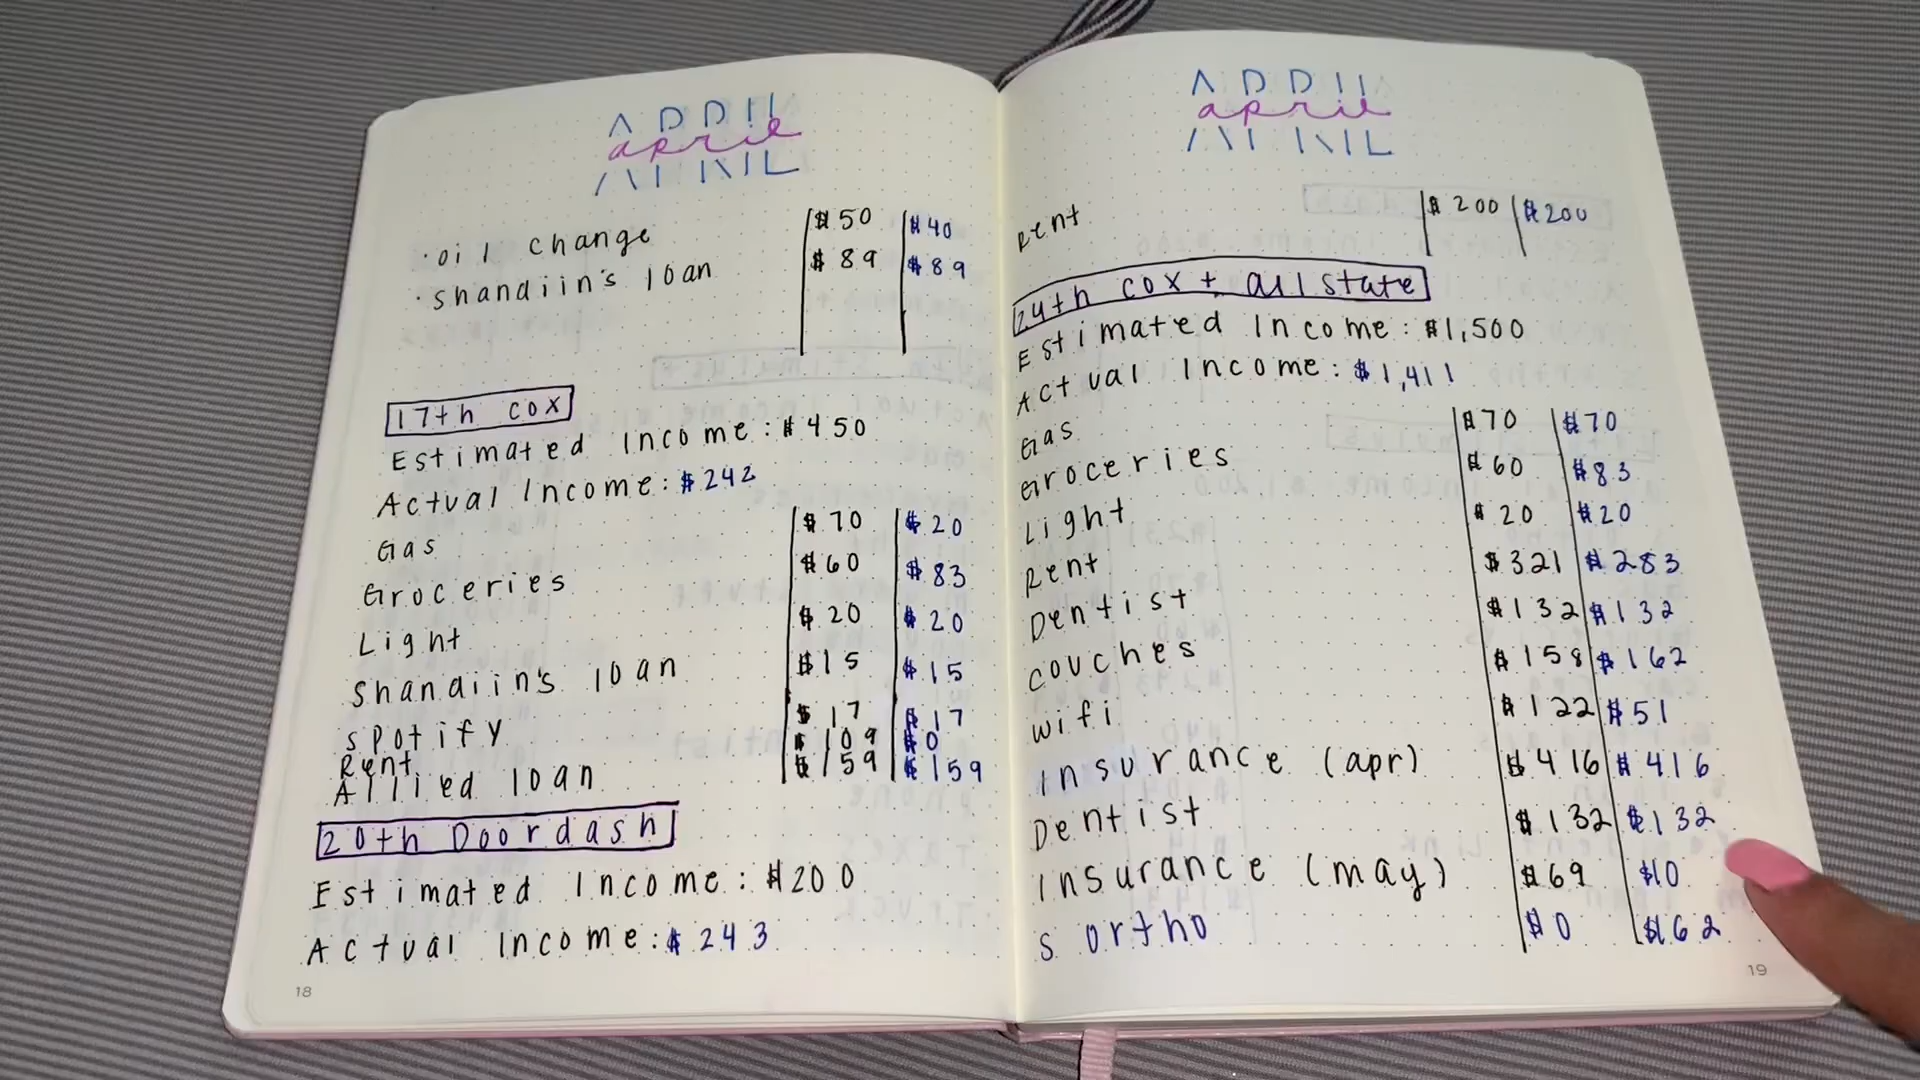 APRIL
april
· oil change $50 $40
· shandiin's loan $89 $89
17th cox
Estimated Income: $450
Actual Income: $242
Gas $70 $20
Groceries $60 $83
Light $20 $20
Shandiin's loan $15 $15
Spotify $17 $17
Rent $109 $0
Allied loan $159 $159
20th Doordash
Estimated Income: $200
Actual Income: $243
18
APRIL
april
Rent $200 $200
24th cox + allstate
Estimated Income: $1,500
Actual Income: $1,411
Gas $70 $70
Groceries $60 $83
Light $20 $20
Rent $321 $283
Dentist $132 $132
couches $158 $162
wifi $122 $51
Insurance (apr) $416 $416
Dentist $132 $132
Insurance (may) $69 $10
S ortho $0 $162
19